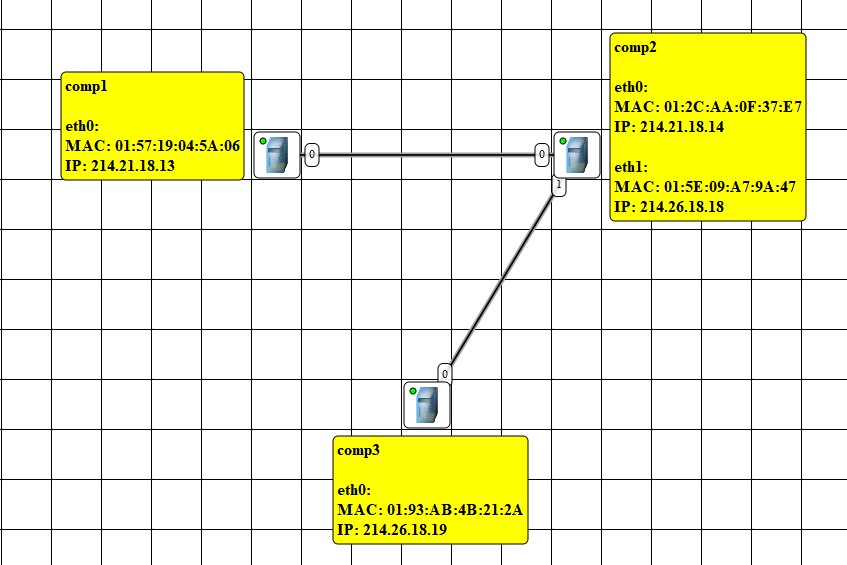 comp1
eth0:
MAC: 01:57:19:04:5A:06
IP: 214.21.18.13
0
0
1
comp2
eth0:
MAC: 01:2C:AA:0F:37:E7
IP: 214.21.18.14
eth1:
MAC: 01:5E:09:A7:9A:47
IP: 214.26.18.18
0
comp3
eth0:
MAC: 01:93:AB:4B:21:2A
IP: 214.26.18.19